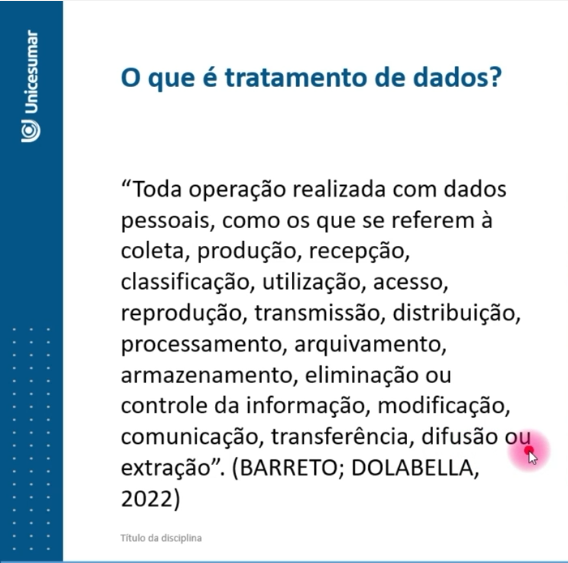 Unicesumar
O que é tratamento de dados?
“Toda operação realizada com dados
pessoais, como os que se referem à
coleta, produção, recepção,
classificação, utilização, acesso,
reprodução, transmissão, distribuição,
processamento, arquivamento,
armazenamento, eliminação ou
controle da informação, modificação,
comunicação, transferência, difusão ou
extração”. (BARRETO; DOLABELLA,
2022)
Título da disciplina